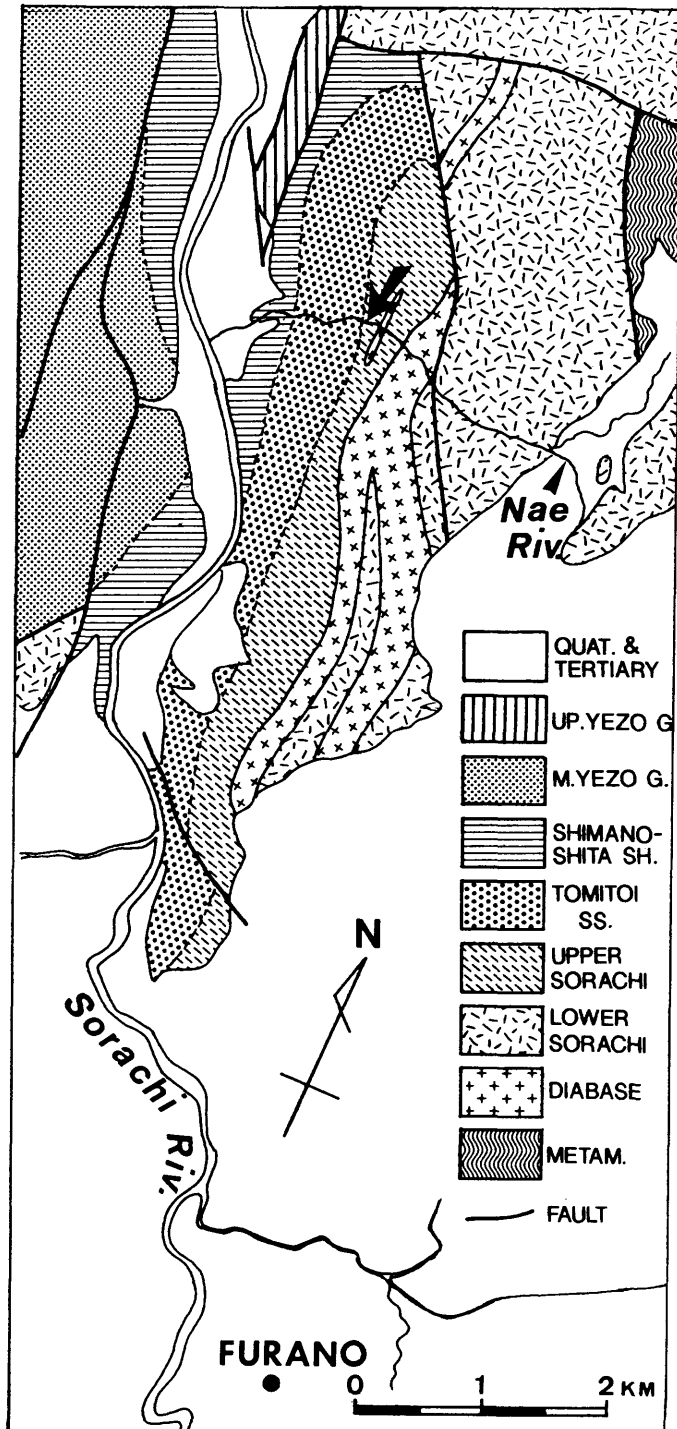 Nae
Riv
QUAT. &
TERTIARY
UP.YEZO G
M.YEZO G.
SHIMANO-
SHITA SH.
TOMITOI
SS.
UPPER
SORACHI
LOWER
SORACHI
DIABASE
METAM.
FAULT
N
Sorachi Riv.
FURANO
0 1 2 KM